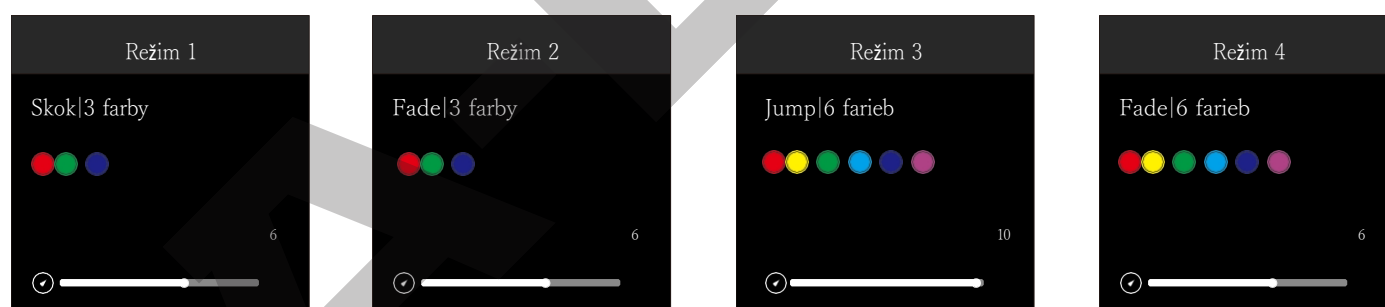 Režim 1
Skok|3 farby
6
Režim 2
Fade|3 farby
6
Režim 3
Jump|6 farieb
10
Režim 4
Fade|6 farieb
6